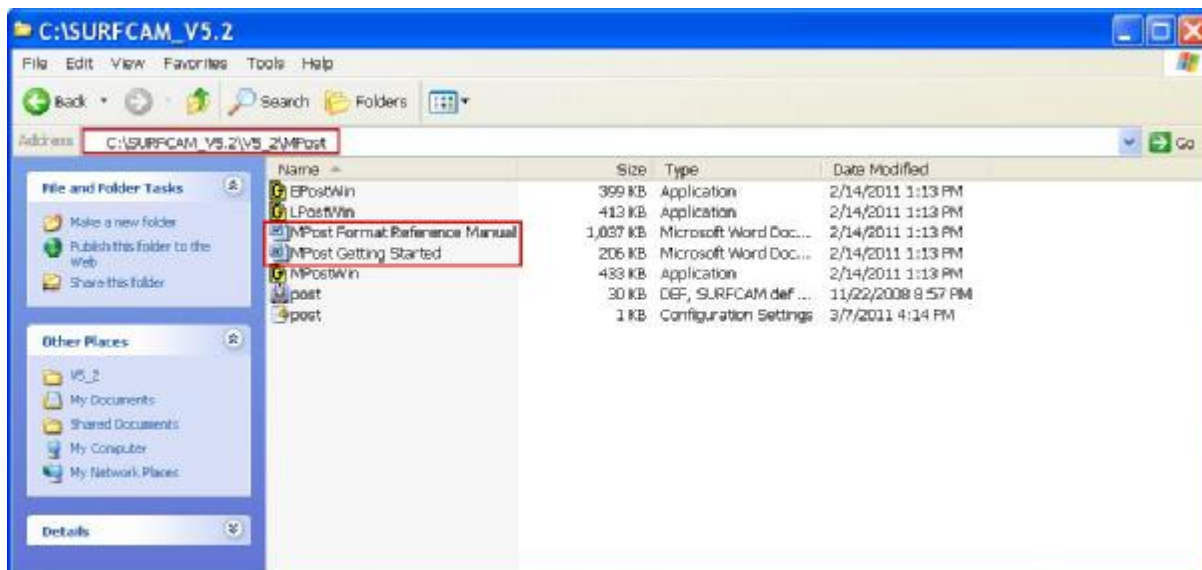 C:\SURFCAM_V5.2
File Edit View Favorites Tools Help
Back Search Folders
Address C:\SURFCAM_V5.2\V5_2\MPost Go
File and Folder Tasks
Make a new folder
Publish this folder to the
Web
Share this folder
Other Places
V5_2
My Documents
Shared Documents
My Computer
My Network Places
Details
Name Size Type Date Modified
EPostWin 399 KB Application 2/14/2011 1:13 PM
LPostWin 413 KB Application 2/14/2011 1:13 PM
MPost Format Reference Manual 1,037 KB Microsoft Word Doc... 2/14/2011 1:13 PM
MPost Getting Started 206 KB Microsoft Word Doc... 2/14/2011 1:13 PM
MPostWin 433 KB Application 2/14/2011 1:13 PM
post 30 KB DEF, SURFCAM def ... 11/22/2008 8:57 PM
post 1 KB Configuration Settings 3/7/2011 4:14 PM